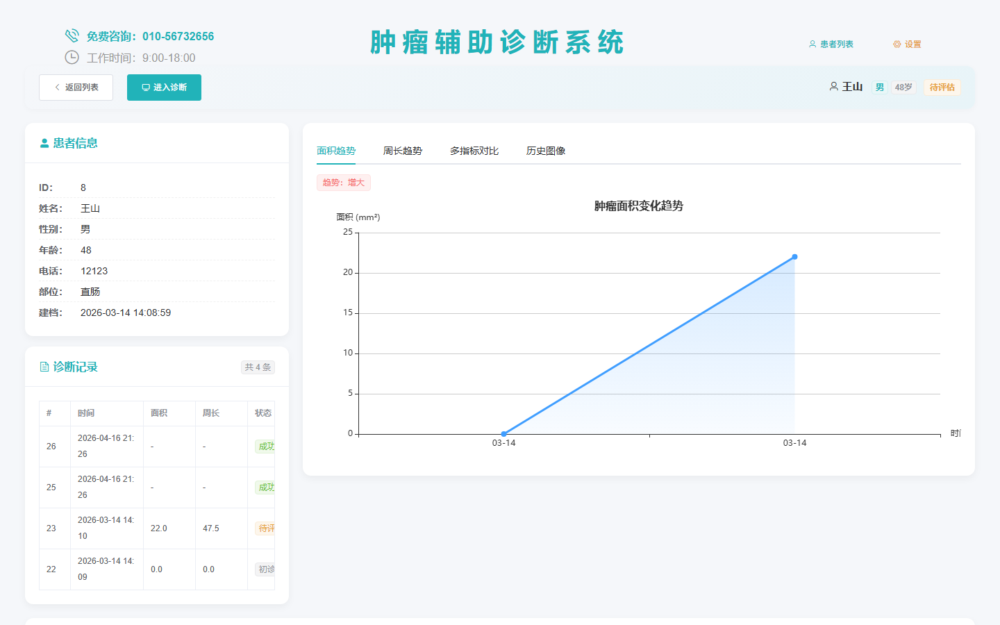 免费咨询：010-56732656
工作时间：9:00-18:00
肿瘤辅助诊断系统
患者列表
设置
返回列表
进入诊断
王山 男 48岁 待评估
患者信息
ID： 8
姓名： 王山
性别： 男
年龄： 48
电话： 12123
部位： 直肠
建档： 2026-03-14 14:08:59
诊断记录
共 4 条
# 时间 面积 周长 状态
26 2026-04-16 21:26 - - 成功
25 2026-04-16 21:26 - - 成功
23 2026-03-14 14:10 22.0 47.5 待评
22 2026-03-14 14:09 0.0 0.0 初诊
面积趋势 周长趋势 多指标对比 历史图像
趋势：增大
肿瘤面积变化趋势
面积 (mm²)
25
20
15
10
5
0
03-14 03-14
时